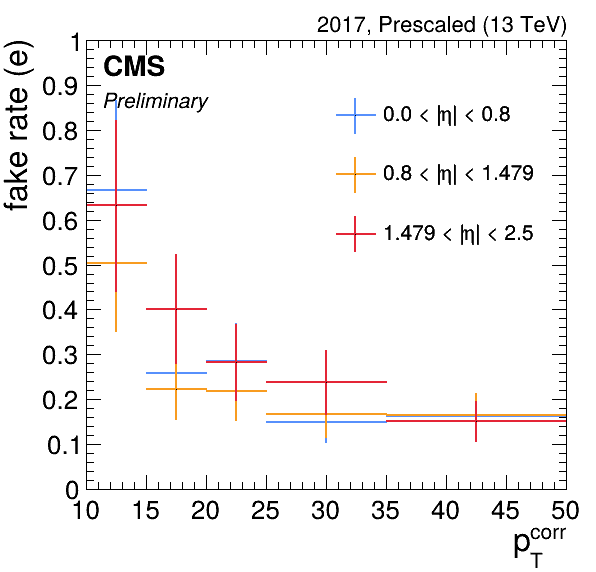 2017, Prescaled (13 TeV)
fake rate (e)
1
0.9
0.8
0.7
0.6
0.5
0.4
0.3
0.2
0.1
0
CMS
Preliminary
0.0 < |η| < 0.8
0.8 < |η| < 1.479
1.479 < |η| < 2.5
10 15 20 25 30 35 40 45 50
p_T^corr